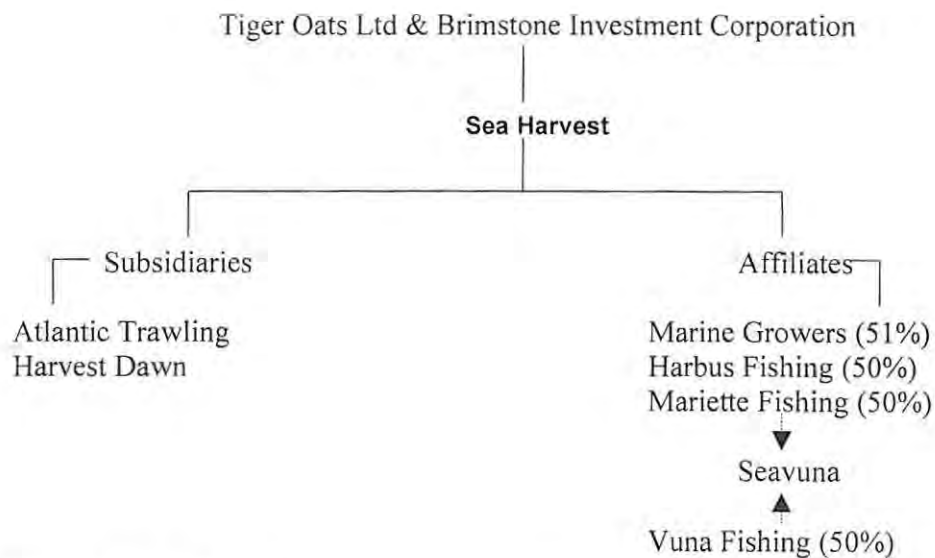 Tiger Oats Ltd & Brimstone Investment Corporation
Sea Harvest
Subsidiaries
Atlantic Trawling
Harvest Dawn
Affiliates
Marine Growers (51%)
Harbus Fishing (50%)
Mariette Fishing (50%)
Seavuna
Vuna Fishing (50%)